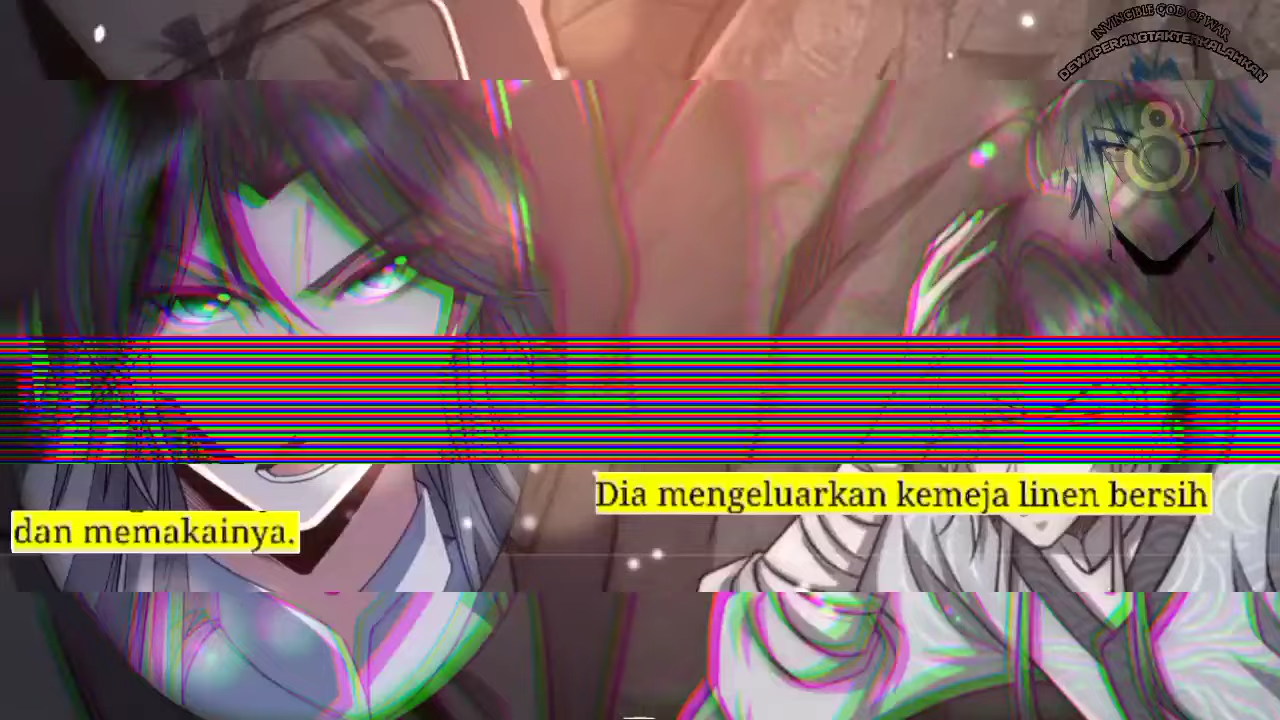 INVINCIBLE GOD OF WAR
DEWAPERANGTAKTERKALAHKAN
Dia mengeluarkan kemeja linen bersih
dan memakainya.